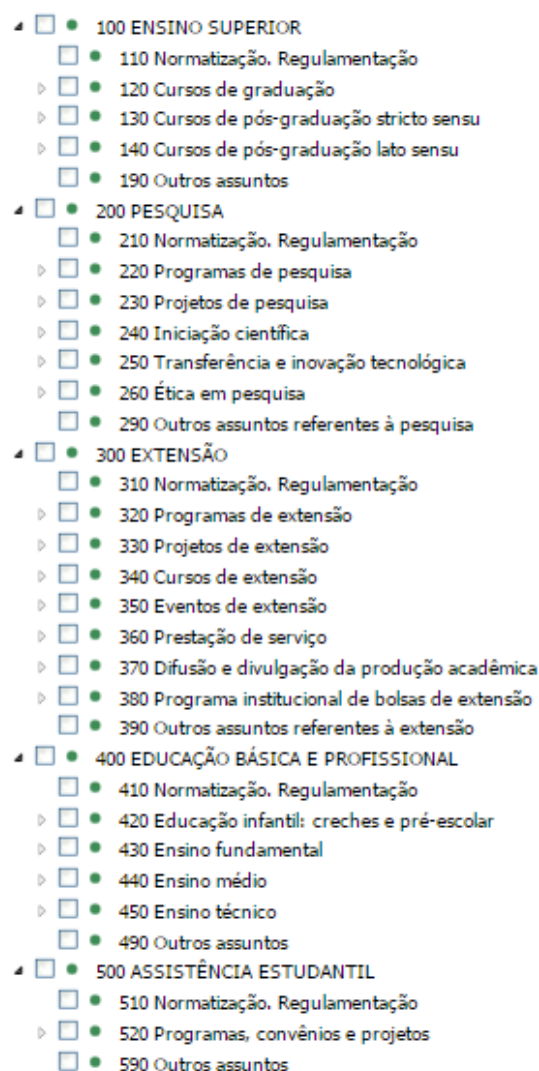 100 ENSINO SUPERIOR
110 Normatização. Regulamentação
120 Cursos de graduação
130 Cursos de pós-graduação stricto sensu
140 Cursos de pós-graduação lato sensu
190 Outros assuntos
200 PESQUISA
210 Normatização. Regulamentação
220 Programas de pesquisa
230 Projetos de pesquisa
240 Iniciação científica
250 Transferência e inovação tecnológica
260 Ética em pesquisa
290 Outros assuntos referentes à pesquisa
300 EXTENSÃO
310 Normatização. Regulamentação
320 Programas de extensão
330 Projetos de extensão
340 Cursos de extensão
350 Eventos de extensão
360 Prestação de serviço
370 Difusão e divulgação da produção acadêmica
380 Programa institucional de bolsas de extensão
390 Outros assuntos referentes à extensão
400 EDUCAÇÃO BÁSICA E PROFISSIONAL
410 Normatização. Regulamentação
420 Educação infantil: creches e pré-escolar
430 Ensino fundamental
440 Ensino médio
450 Ensino técnico
490 Outros assuntos
500 ASSISTÊNCIA ESTUDANTIL
510 Normatização. Regulamentação
520 Programas, convênios e projetos
590 Outros assuntos